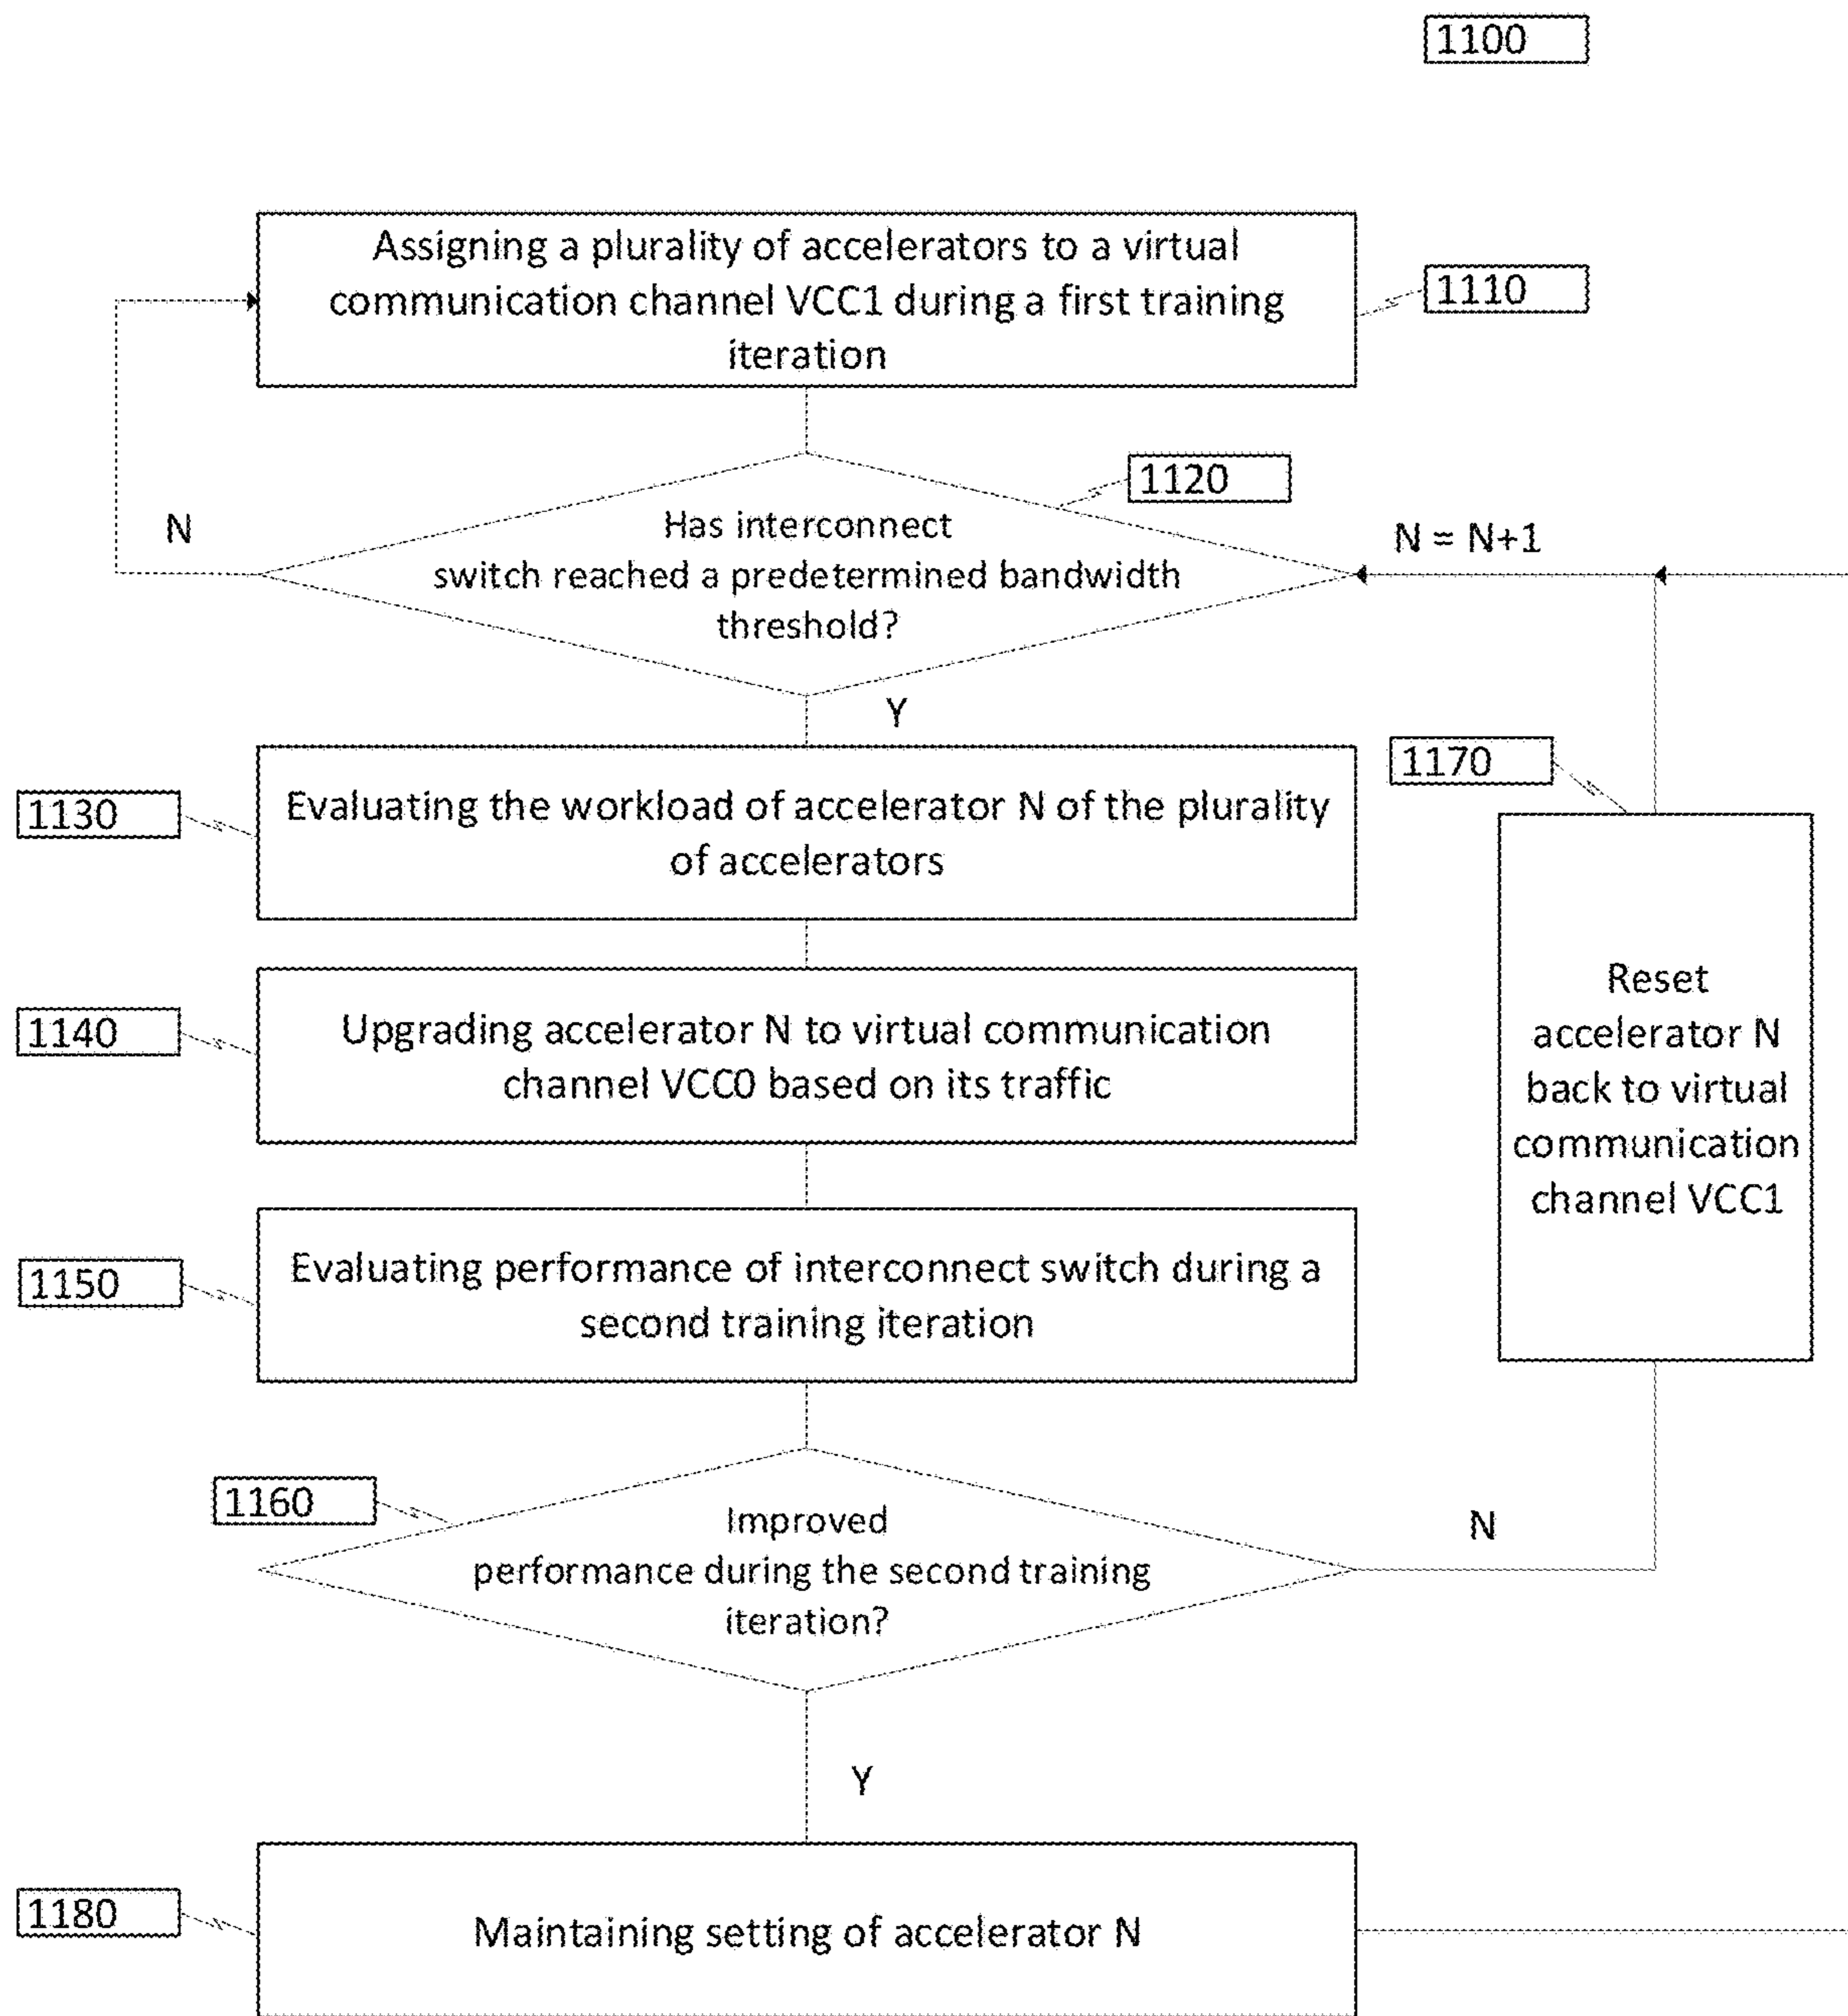 1100
Assigning a plurality of accelerators to a virtual
communication channel VCC1 during a first training
iteration
1110
1120
Has interconnect
switch reached a predetermined bandwidth
threshold?
N
N = N+1
Y
1130
Evaluating the workload of accelerator N of the plurality
of accelerators
1170
Reset
accelerator N
back to virtual
communication
channel VCC1
1140
Upgrading accelerator N to virtual communication
channel VCC0 based on its traffic
1150
Evaluating performance of interconnect switch during a
second training iteration
1160
Improved
performance during the second training
iteration?
N
Y
1180
Maintaining setting of accelerator N